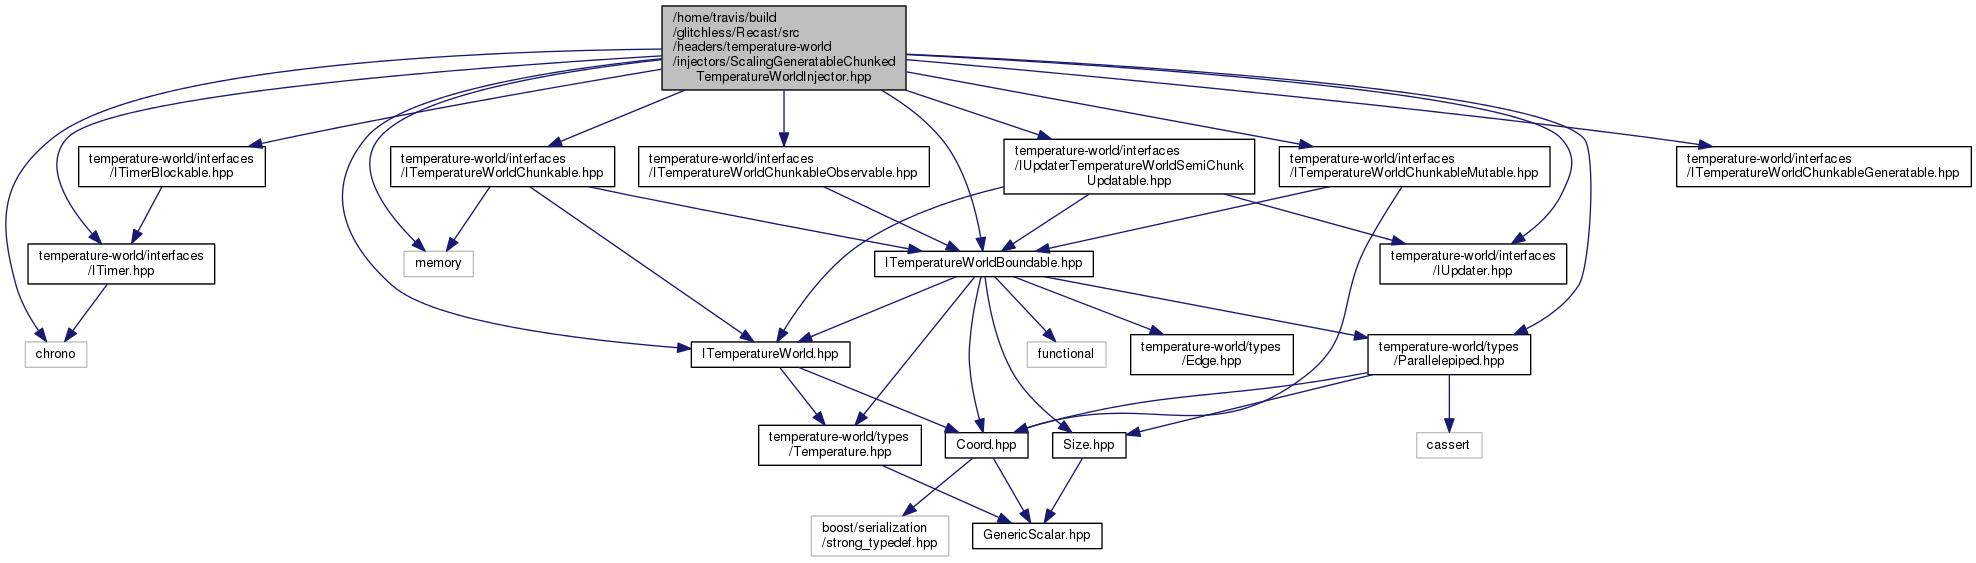 /home/travis/build
/glitchless/Recast/src
/headers/temperature-world
/injectors/ScalingGeneratableChunked
TemperatureWorldInjector.hpp
temperature-world/interfaces
/ITimerBlockable.hpp
temperature-world/interfaces
/ITemperatureWorldChunkable.hpp
temperature-world/interfaces
/ITemperatureWorldChunkableObservable.hpp
temperature-world/interfaces
/IUpdaterTemperatureWorldSemiChunk
Updatable.hpp
temperature-world/interfaces
/ITemperatureWorldChunkableMutable.hpp
temperature-world/interfaces
/ITemperatureWorldChunkableGeneratable.hpp
temperature-world/interfaces
/ITimer.hpp
memory
ITemperatureWorldBoundable.hpp
temperature-world/interfaces
/IUpdater.hpp
chrono
ITemperatureWorld.hpp
functional
temperature-world/types
/Edge.hpp
temperature-world/types
/Parallelepiped.hpp
temperature-world/types
/Temperature.hpp
Coord.hpp
Size.hpp
cassert
boost/serialization
/strong_typedef.hpp
GenericScalar.hpp